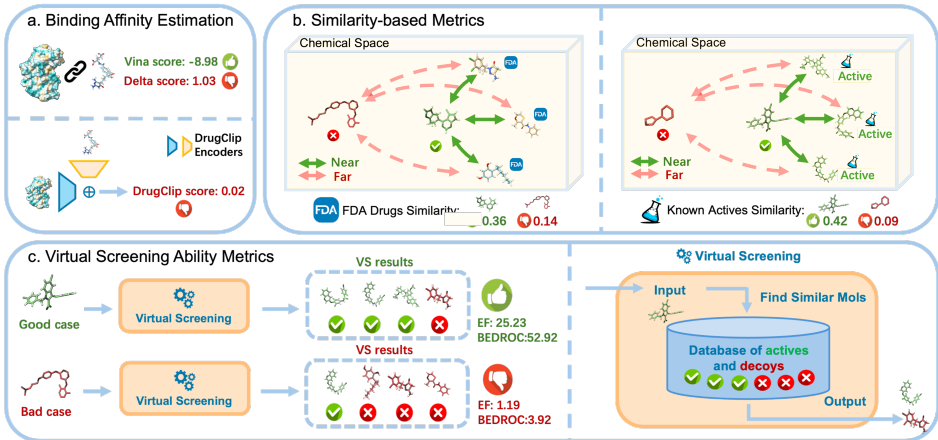 a. Binding Affinity Estimation
Vina score: -8.98
Delta score: 1.03
DrugClip
Encoders
DrugClip score: 0.02
b. Similarity-based Metrics
Chemical Space
FDA
FDA
FDA
Near
Far
FDA FDA Drugs Similarity:
0.36 0.14
Chemical Space
Active
Active
Active
Near
Far
Known Actives Similarity:
0.42 0.09
c. Virtual Screening Ability Metrics
Good case
Virtual Screening
VS results
EF: 25.23
BEDROC:52.92
Bad case
Virtual Screening
VS results
EF: 1.19
BEDROC:3.92
Virtual Screening
Input
Find Similar Mols
Database of actives
and decoys
Output